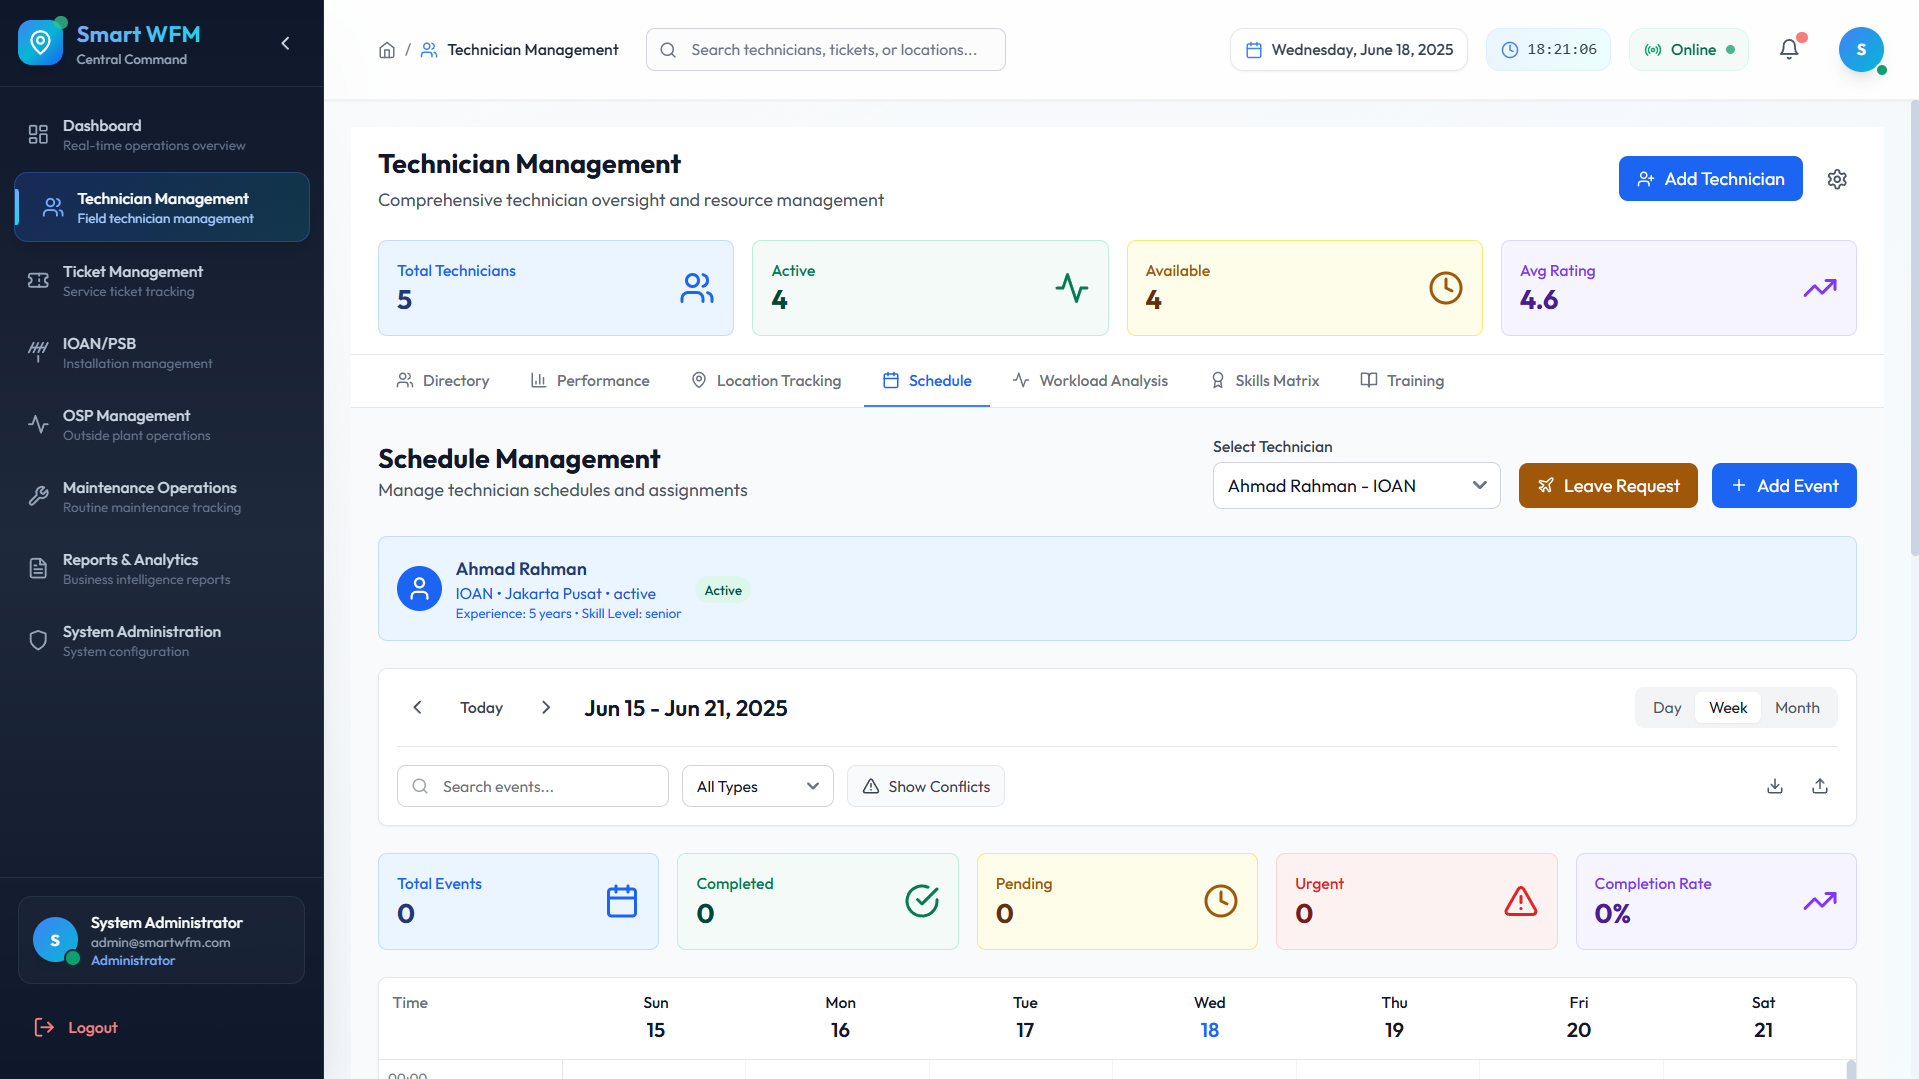 Smart WFM
Central Command
Dashboard
Real-time operations overview
Technician Management
Field technician management
Ticket Management
Service ticket tracking
IOAN/PSB
Installation management
OSP Management
Outside plant operations
Maintenance Operations
Routine maintenance tracking
Reports & Analytics
Business intelligence reports
System Administration
System configuration
S
System Administrator
admin@smartwfm.com
Administrator
Logout
/ Technician Management
Search technicians, tickets, or locations...
Wednesday, June 18, 2025
18:21:06
Online
S
Technician Management
Comprehensive technician oversight and resource management
Add Technician
Total Technicians
5
Active
4
Available
4
Avg Rating
4.6
Directory
Performance
Location Tracking
Schedule
Workload Analysis
Skills Matrix
Training
Schedule Management
Manage technician schedules and assignments
Select Technician
Ahmad Rahman - IOAN
Leave Request
Add Event
Ahmad Rahman
IOAN • Jakarta Pusat • active
Experience: 5 years • Skill Level: senior
Active
Today
Jun 15 - Jun 21, 2025
Day
Week
Month
Search events...
All Types
Show Conflicts
Total Events
0
Completed
0
Pending
0
Urgent
0
Completion Rate
0%
Time
Sun
15
Mon
16
Tue
17
Wed
18
Thu
19
Fri
20
Sat
21
00:00